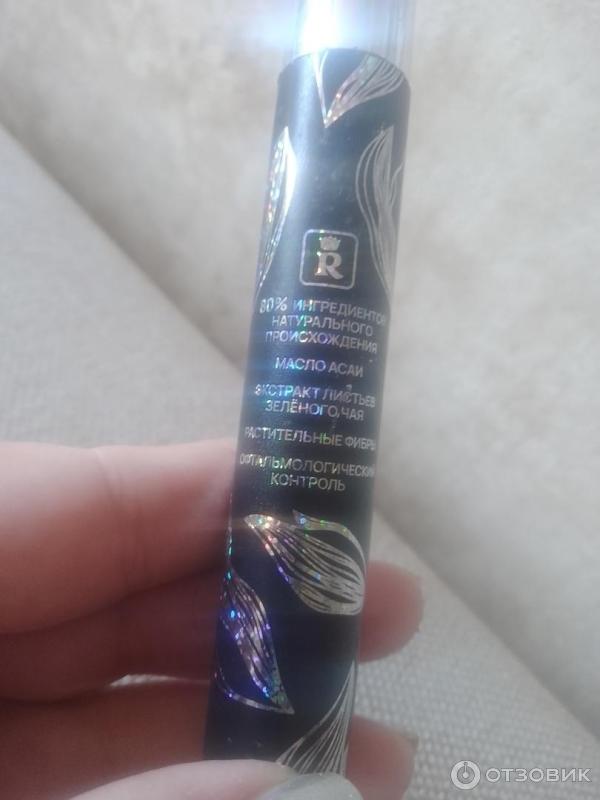 R
80% ИНГРЕДИЕНТОВ
НАТУРАЛЬНОГО
ПРОИСХОЖДЕНИЯ
МАСЛО АСАИ
ЭКСТРАКТ ЛИСТЬЕВ
ЗЕЛЁНОГО ЧАЯ
РАСТИТЕЛЬНЫЕ ФИБРЫ
ОФТАЛЬМОЛОГИЧЕСКИЙ
КОНТРОЛЬ
ОТЗОВИК